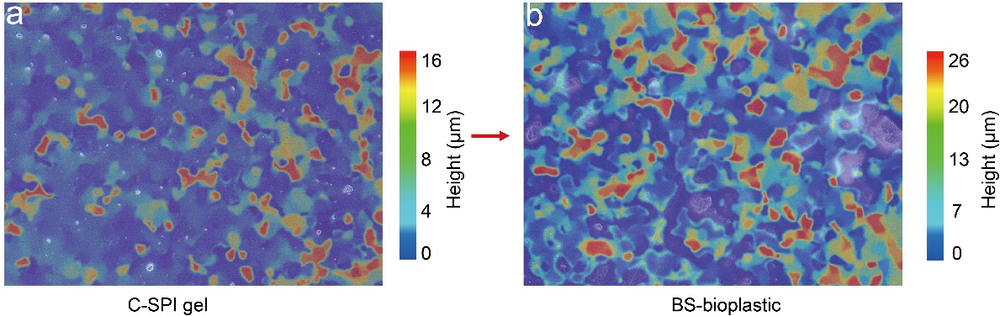 a
16
12
8
4
0
Height (μm)
C-SPI gel
b
26
20
13
7
0
Height (μm)
BS-bioplastic